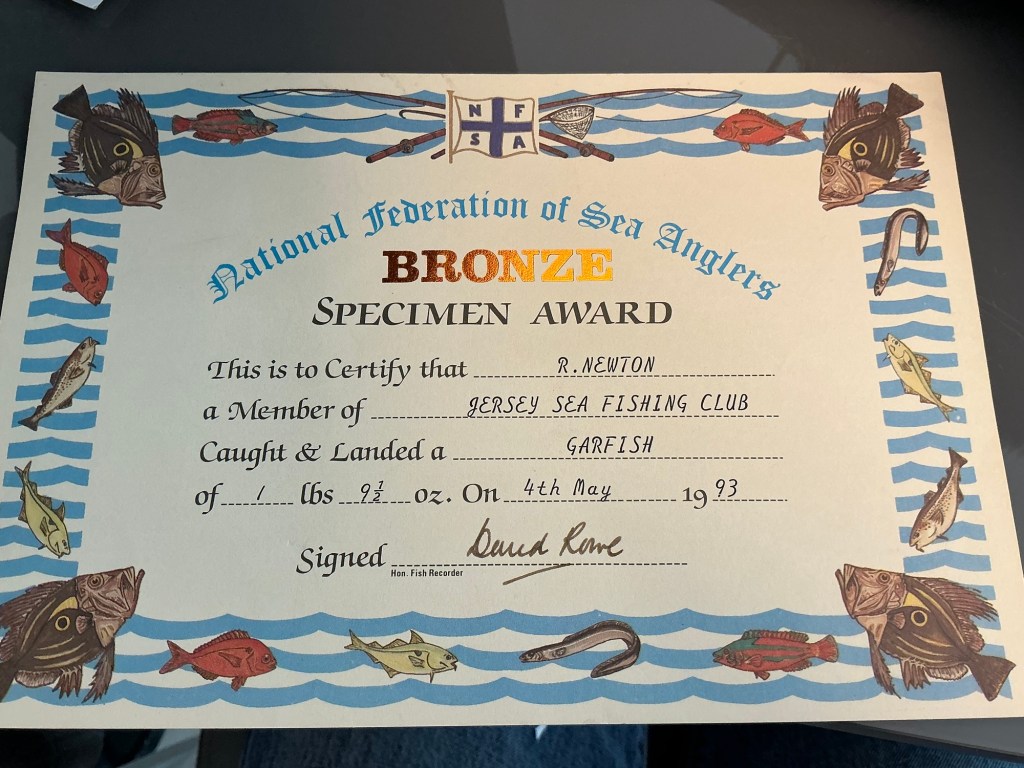 N F
S A
National Federation of Sea Anglers
BRONZE
SPECIMEN AWARD
This is to Certify that R. NEWTON
a Member of JERSEY SEA FISHING CLUB
Caught & Landed a GARFISH
of 1 lbs 9½ oz. On 4th May 1993
Signed David Rowe
Hon. Fish Recorder